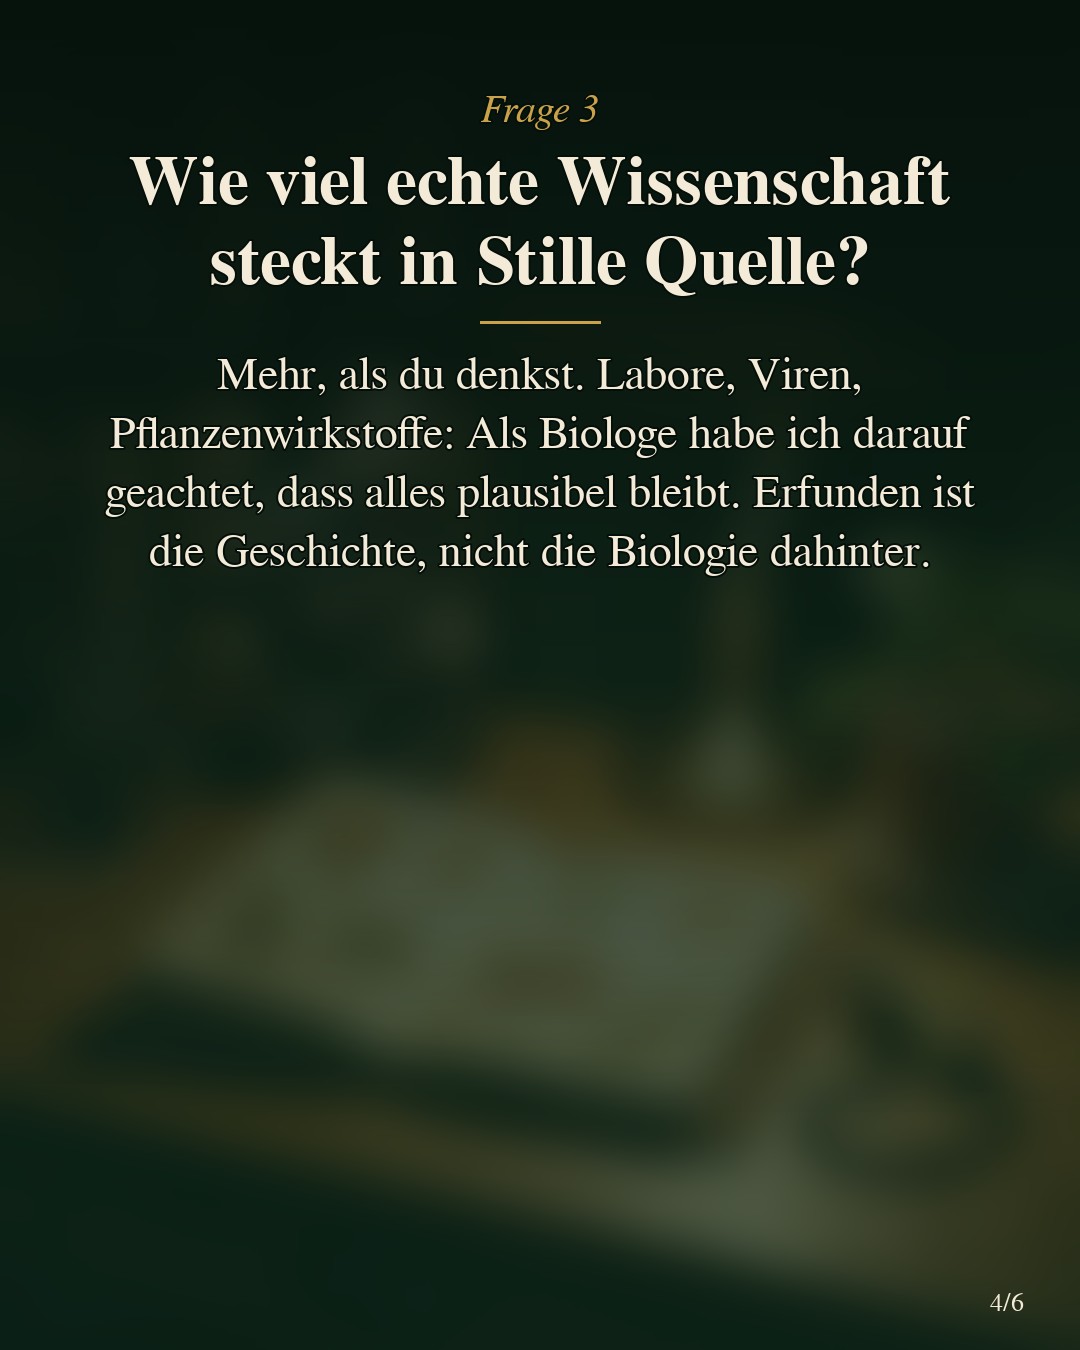 Frage 3
Wie viel echte Wissenschaft
steckt in Stille Quelle?
Mehr, als du denkst. Labore, Viren,
Pflanzenwirkstoffe: Als Biologe habe ich darauf
geachtet, dass alles plausibel bleibt. Erfunden ist
die Geschichte, nicht die Biologie dahinter.
4/6